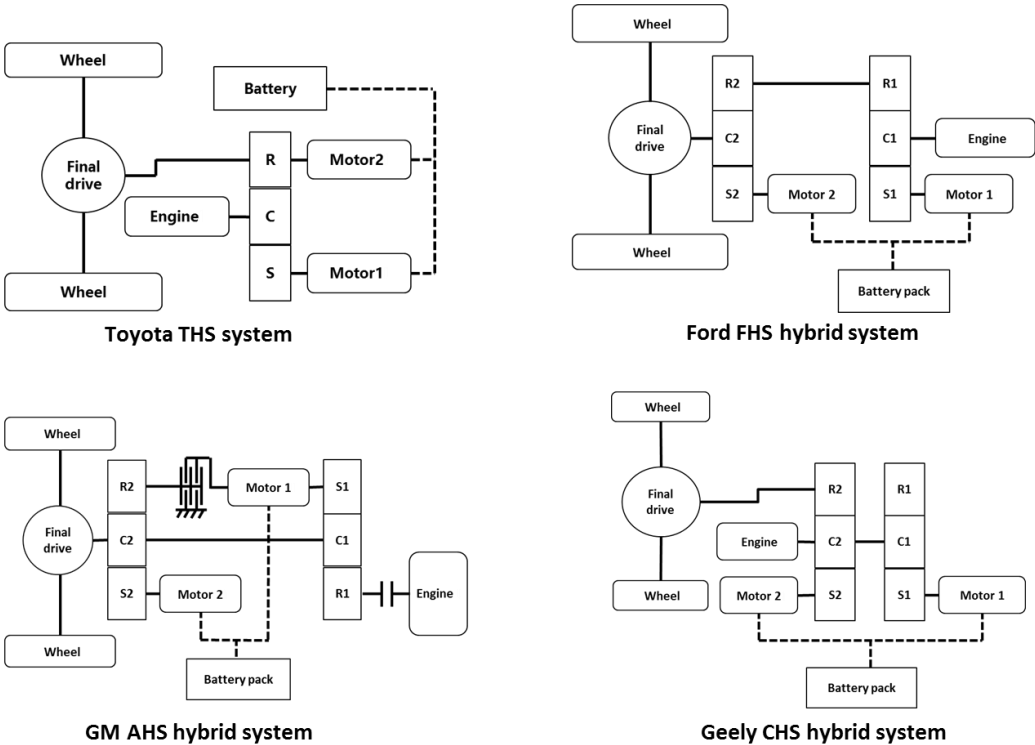 Wheel
Battery
Final
drive
R
Motor2
Engine
C
S
Motor1
Wheel
Toyota THS system
Wheel
R2
R1
Final
drive
C2
C1
Engine
S2
Motor 2
S1
Motor 1
Wheel
Battery pack
Ford FHS hybrid system
Wheel
R2
Motor 1
S1
Final
drive
C2
C1
S2
Motor 2
R1
Engine
Wheel
Battery pack
GM AHS hybrid system
Wheel
R2
R1
Final
drive
Engine
C2
C1
Wheel
Motor 2
S2
S1
Motor 1
Battery pack
Geely CHS hybrid system